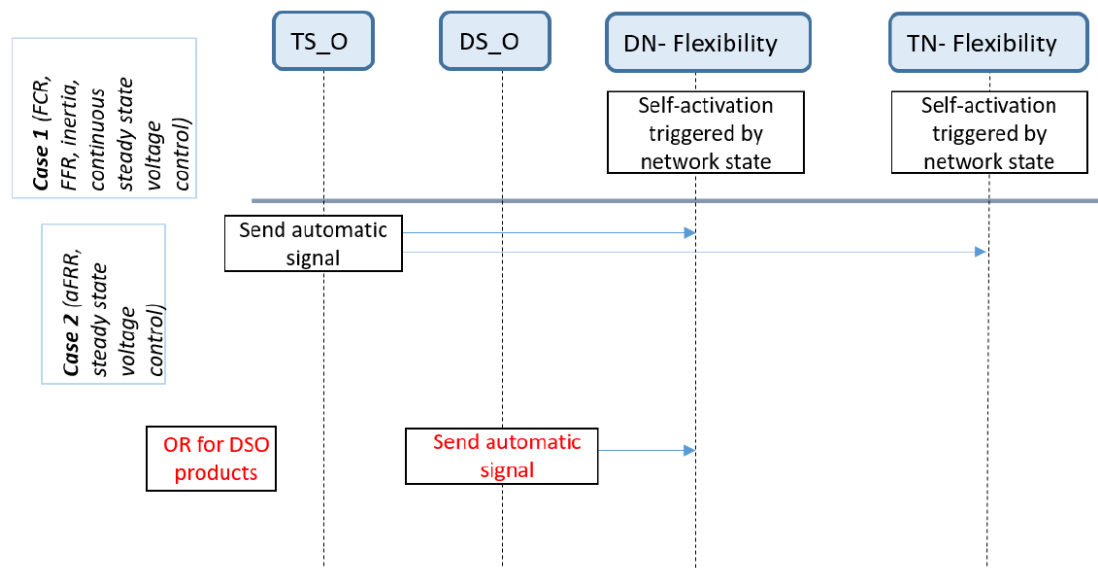 TS_O
DS_O
DN- Flexibility
TN- Flexibility
Case 1 (FCR,
FFR, inertia,
continuous
steady state
voltage
control)
Self-activation
triggered by
network state
Self-activation
triggered by
network state
Case 2 (aFRR,
steady state
voltage
control)
Send automatic
signal
OR for DSO
products
Send automatic
signal